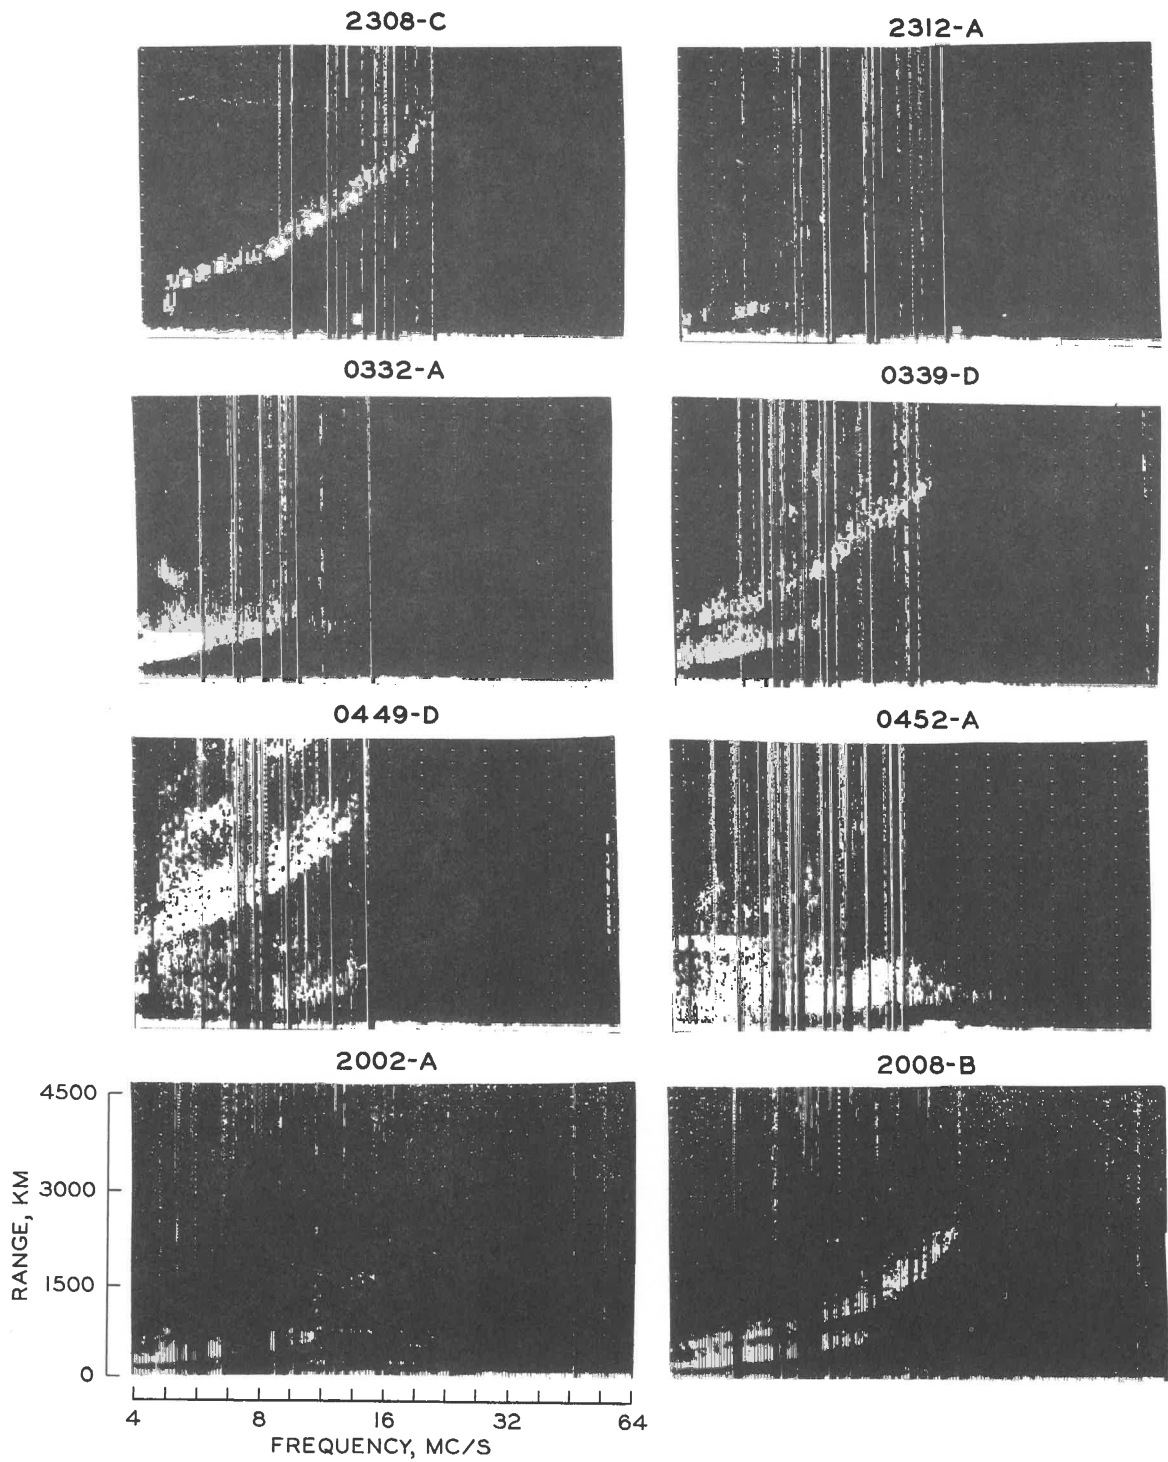 2308-C
2312-A
0332-A
0339-D
0449-D
0452-A
2002-A
2008-B
4500
3000
1500
0
RANGE, KM
4 8 16 32 64
FREQUENCY, MC/S